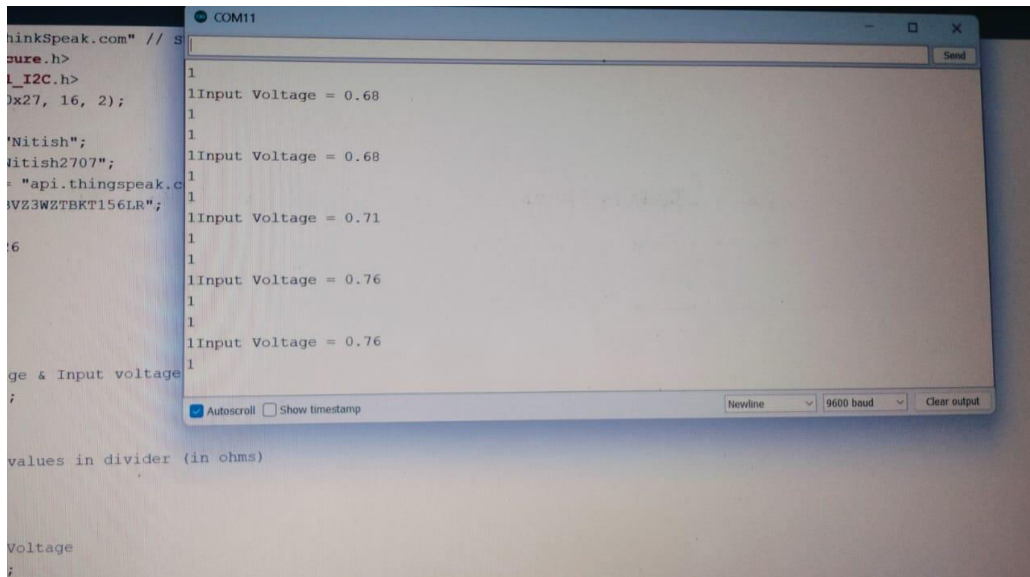 COM11
Send
1
1Input Voltage = 0.68
1
1
1Input Voltage = 0.68
1
1
1Input Voltage = 0.71
1
1
1Input Voltage = 0.76
1
1
1Input Voltage = 0.76
1
Autoscroll Show timestamp Newline 9600 baud Clear output
hinkSpeak.com" // s
cure.h>
1_I2C.h>
0x27, 16, 2);
"Nitish";
Nitish2707";
= "api.thingspeak.c
VZ3WZTBKT156LR";
6
ge & Input voltage
;
values in divider (in ohms)
Voltage
;